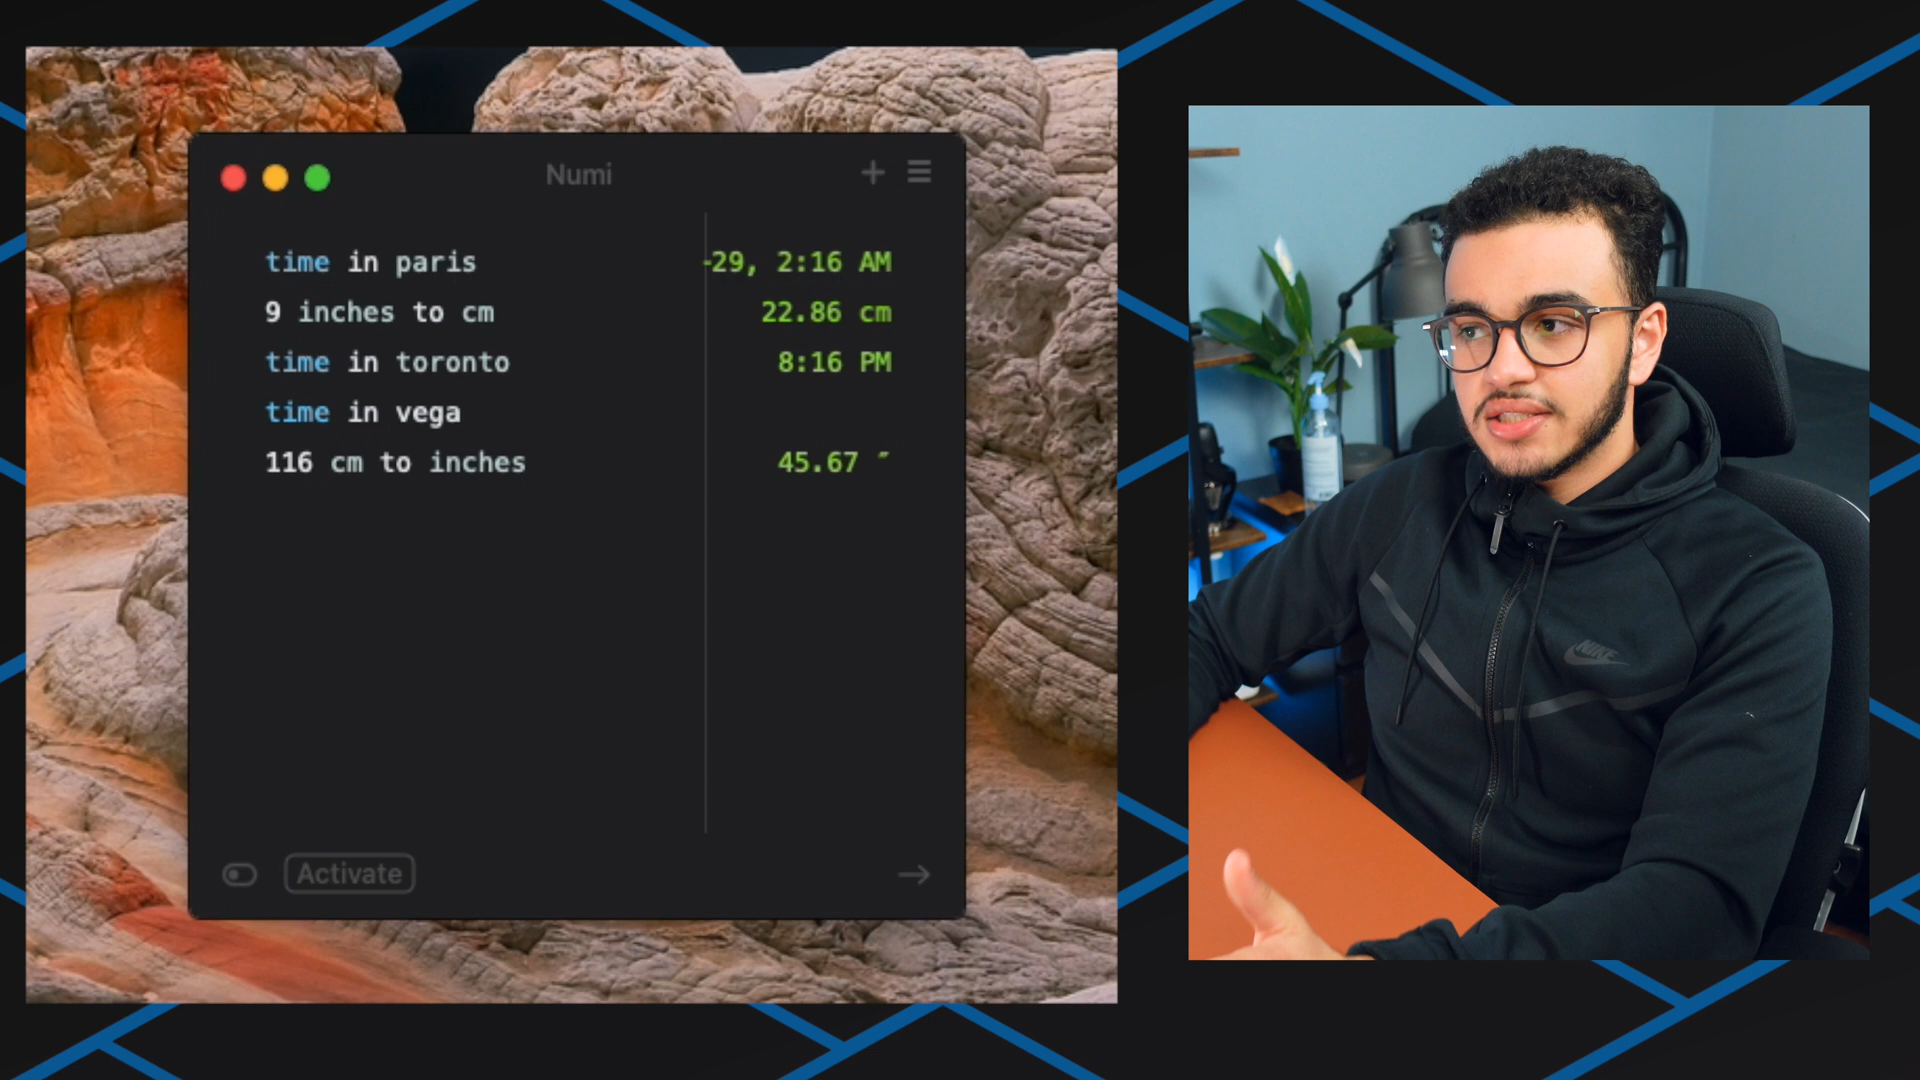 Numi
time in paris -29, 2:16 AM
9 inches to cm 22.86 cm
time in toronto 8:16 PM
time in vega
116 cm to inches 45.67 ″
Activate
NIKE